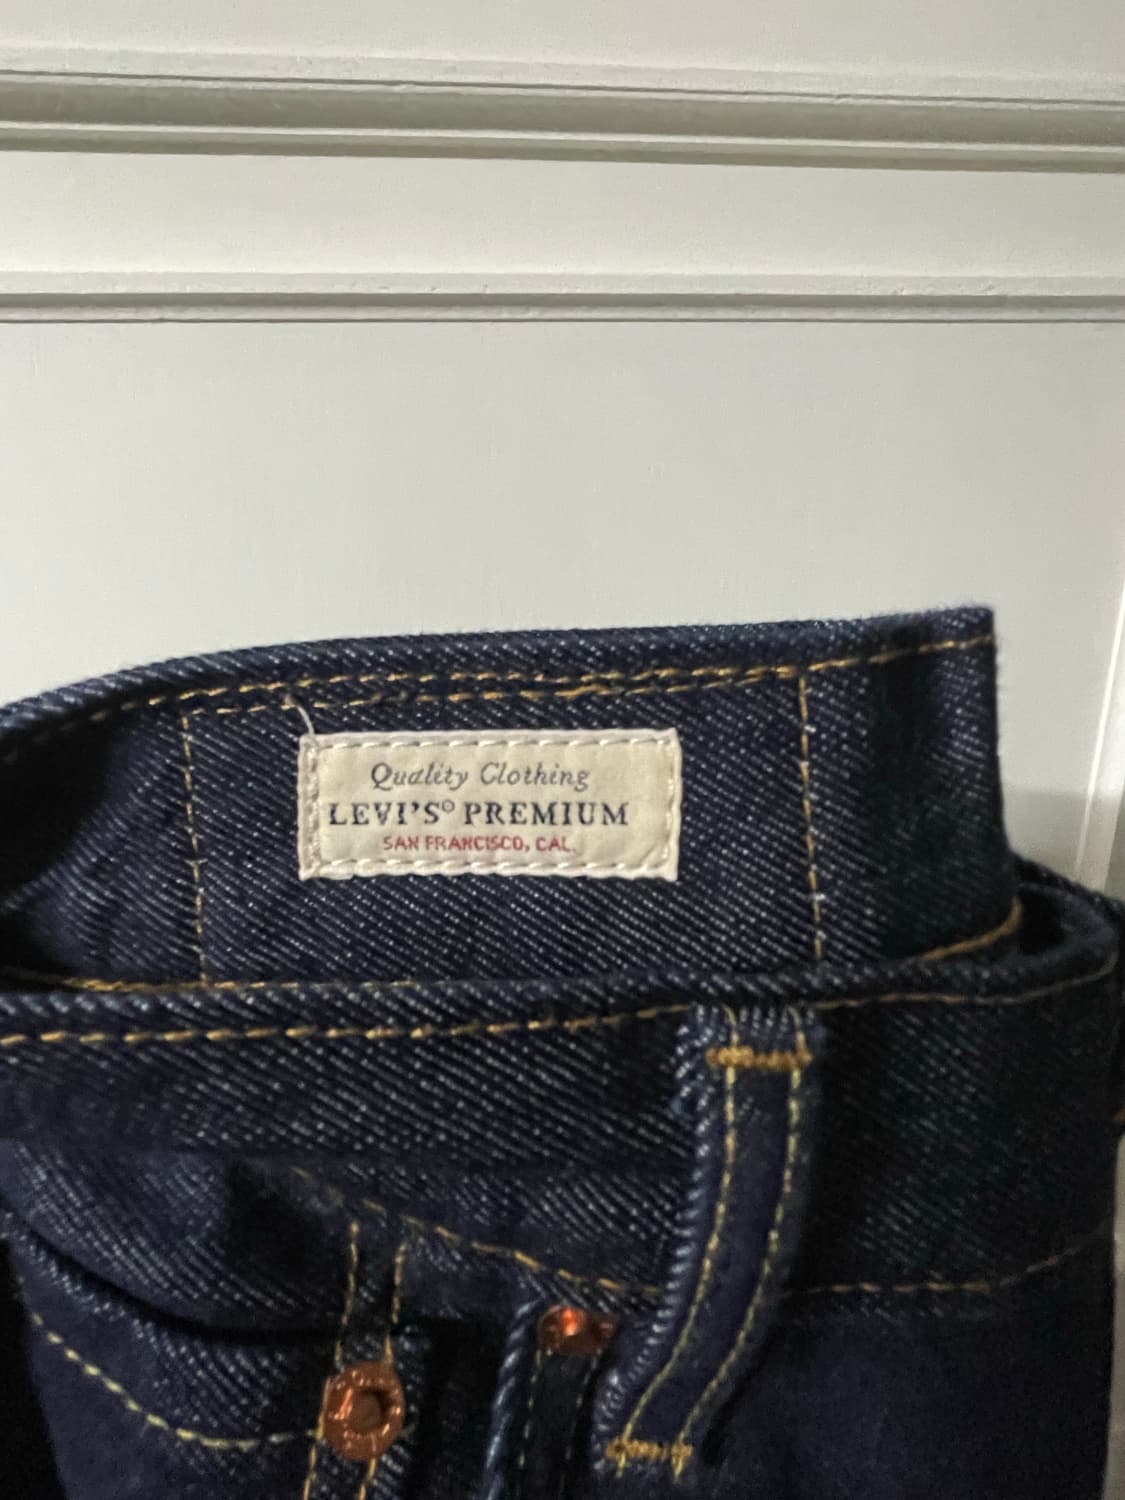 Quality Clothing
LEVI'S® PREMIUM
SAN FRANCISCO, CAL.